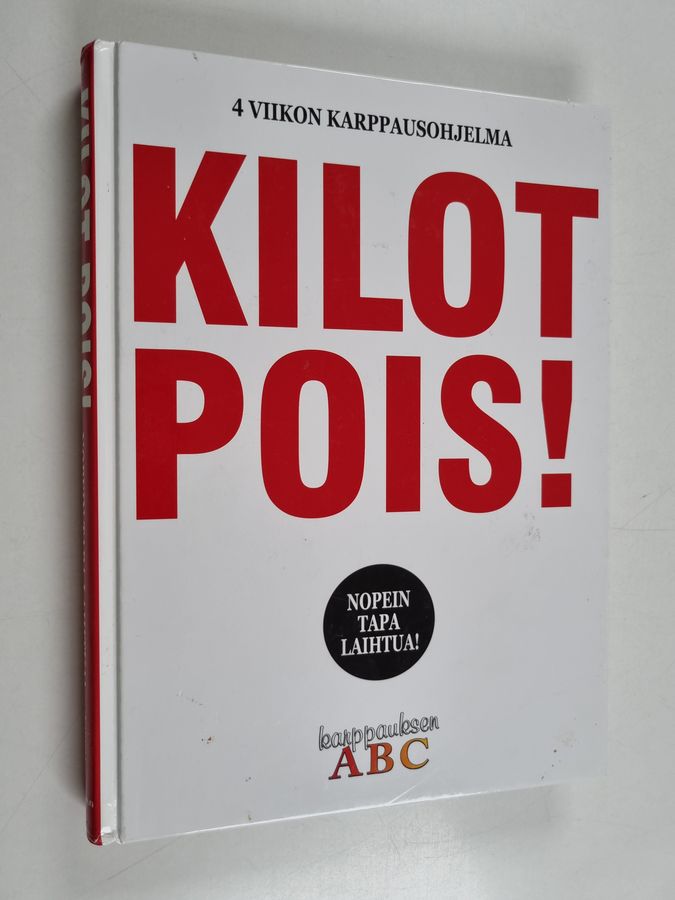 4 VIIKON KARPPAUSOHJELMA
KILOT
POIS!
NOPEIN
TAPA
LAIHTUA!
karppauksen
ABC
KILOT POIS!